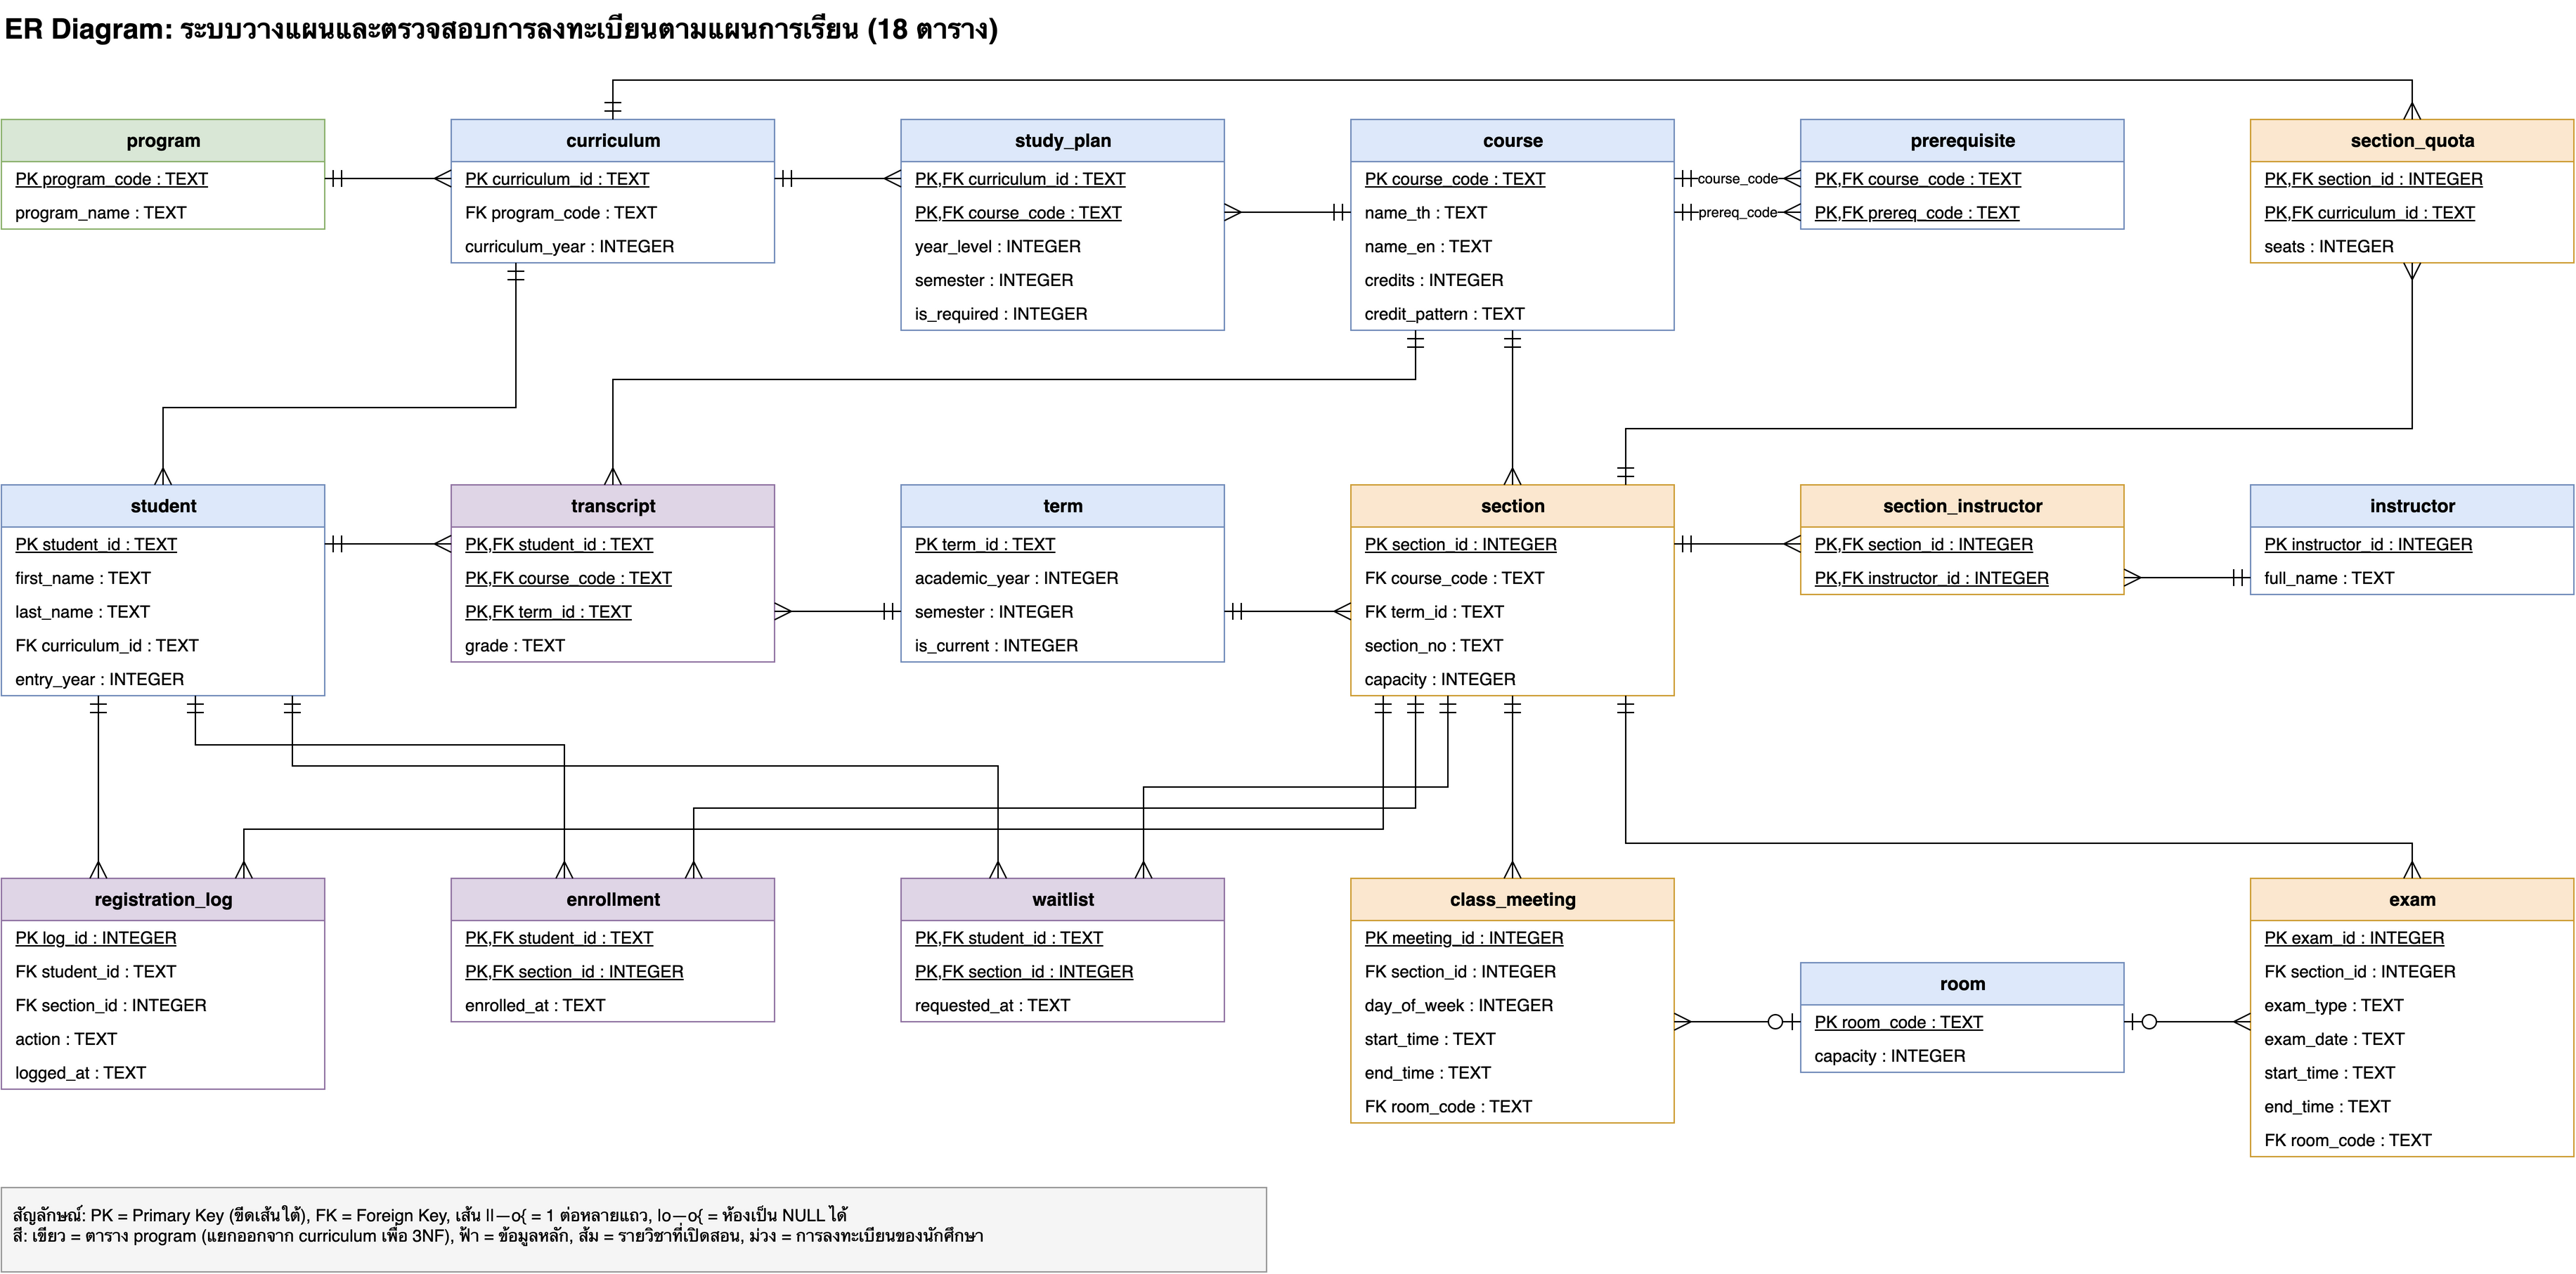 ER Diagram: ระบบวางแผนและตรวจสอบการลงทะเบียนตามแผนการเรียน (18 ตาราง)
program
PK program_code : TEXT
program_name : TEXT
curriculum
PK curriculum_id : TEXT
FK program_code : TEXT
curriculum_year : INTEGER
study_plan
PK,FK curriculum_id : TEXT
PK,FK course_code : TEXT
year_level : INTEGER
semester : INTEGER
is_required : INTEGER
course
PK course_code : TEXT
name_th : TEXT
name_en : TEXT
credits : INTEGER
credit_pattern : TEXT
course_code
prereq_code
prerequisite
PK,FK course_code : TEXT
PK,FK prereq_code : TEXT
section_quota
PK,FK section_id : INTEGER
PK,FK curriculum_id : TEXT
seats : INTEGER
student
PK student_id : TEXT
first_name : TEXT
last_name : TEXT
FK curriculum_id : TEXT
entry_year : INTEGER
transcript
PK,FK student_id : TEXT
PK,FK course_code : TEXT
PK,FK term_id : TEXT
grade : TEXT
term
PK term_id : TEXT
academic_year : INTEGER
semester : INTEGER
is_current : INTEGER
section
PK section_id : INTEGER
FK course_code : TEXT
FK term_id : TEXT
section_no : TEXT
capacity : INTEGER
section_instructor
PK,FK section_id : INTEGER
PK,FK instructor_id : INTEGER
instructor
PK instructor_id : INTEGER
full_name : TEXT
registration_log
PK log_id : INTEGER
FK student_id : TEXT
FK section_id : INTEGER
action : TEXT
logged_at : TEXT
enrollment
PK,FK student_id : TEXT
PK,FK section_id : INTEGER
enrolled_at : TEXT
waitlist
PK,FK student_id : TEXT
PK,FK section_id : INTEGER
requested_at : TEXT
class_meeting
PK meeting_id : INTEGER
FK section_id : INTEGER
day_of_week : INTEGER
start_time : TEXT
end_time : TEXT
FK room_code : TEXT
room
PK room_code : TEXT
capacity : INTEGER
exam
PK exam_id : INTEGER
FK section_id : INTEGER
exam_type : TEXT
exam_date : TEXT
start_time : TEXT
end_time : TEXT
FK room_code : TEXT
สัญลักษณ์: PK = Primary Key (ขีดเส้นใต้), FK = Foreign Key, เส้น ||—o{ = 1 ต่อหลายแถว, |o—o{ = ห้องเป็น NULL ได้
สี: เขียว = ตาราง program (แยกออกจาก curriculum เพื่อ 3NF), ฟ้า = ข้อมูลหลัก, ส้ม = รายวิชาที่เปิดสอน, ม่วง = การลงทะเบียนของนักศึกษา